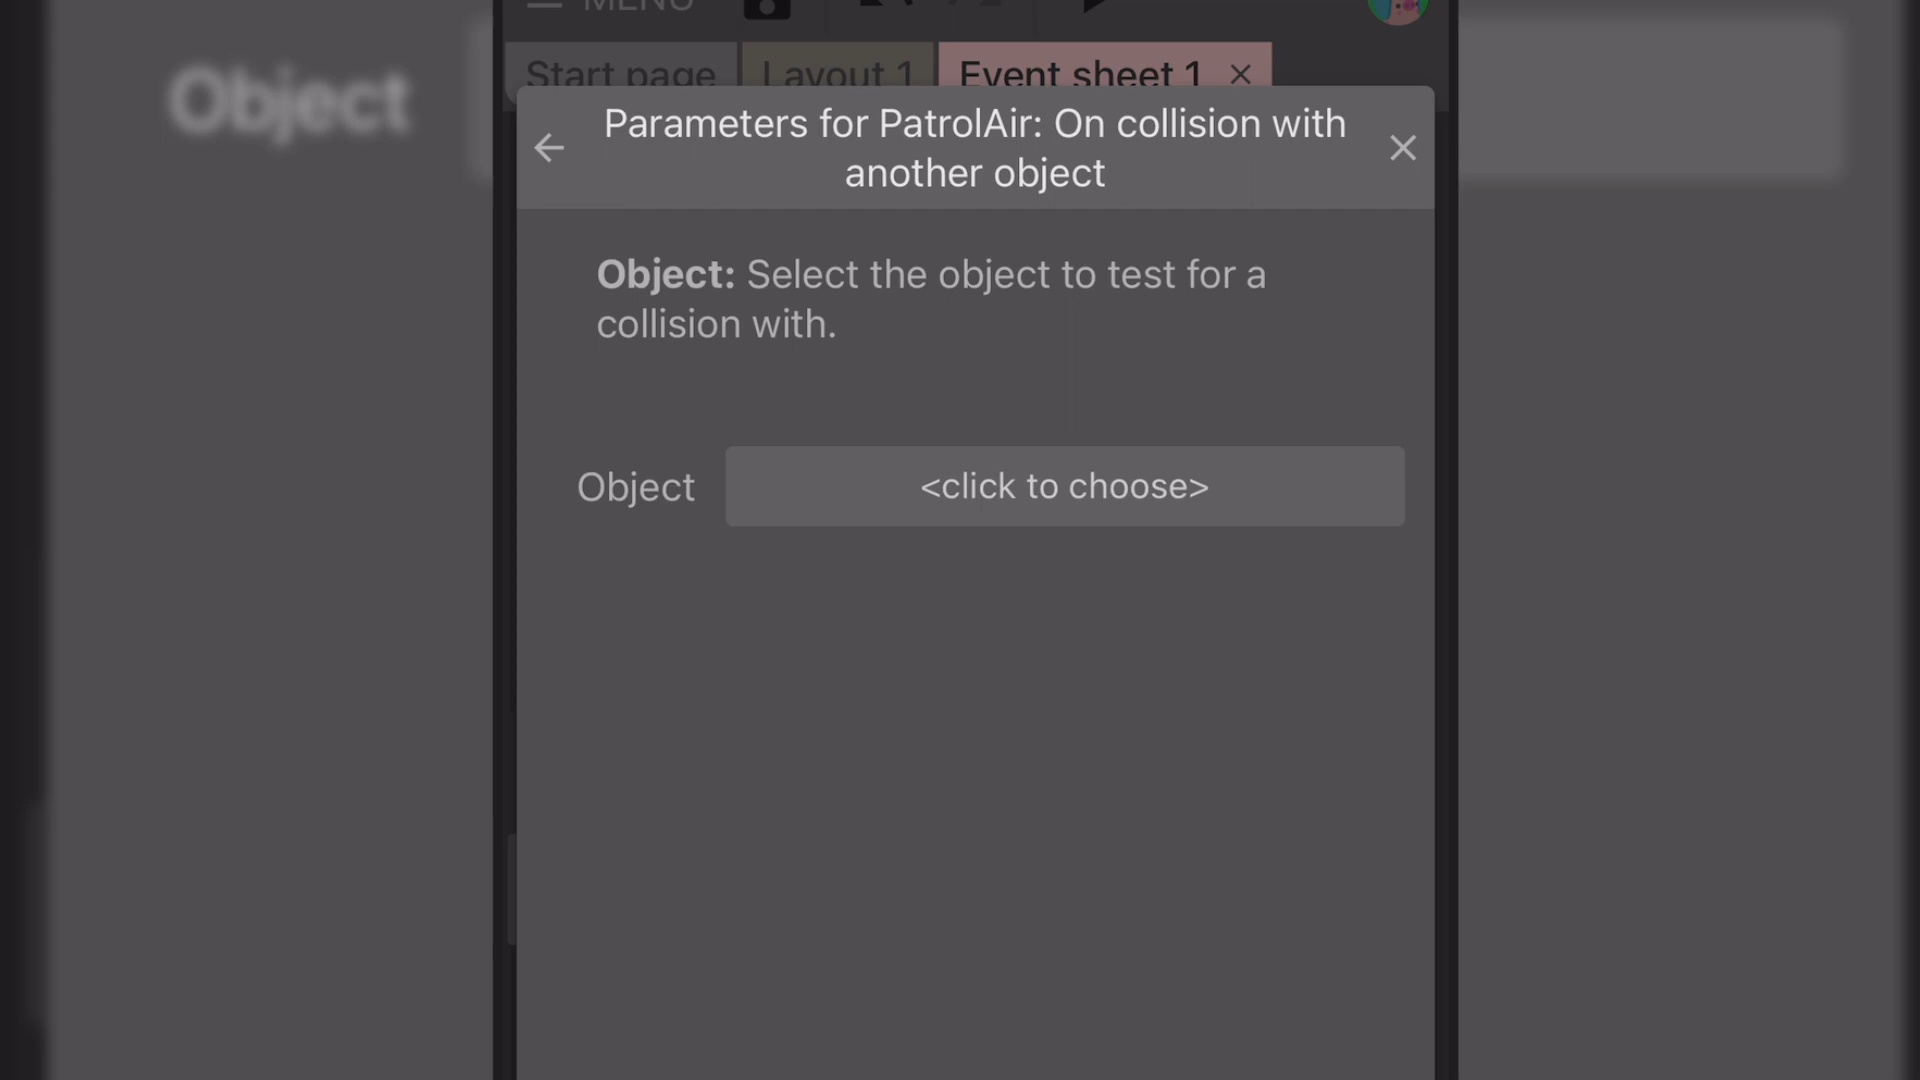 MENU
Object
Start page
Layout 1
Event sheet 1
Parameters for PatrolAir: On collision with
another object
Object: Select the object to test for a
collision with.
Object
<click to choose>